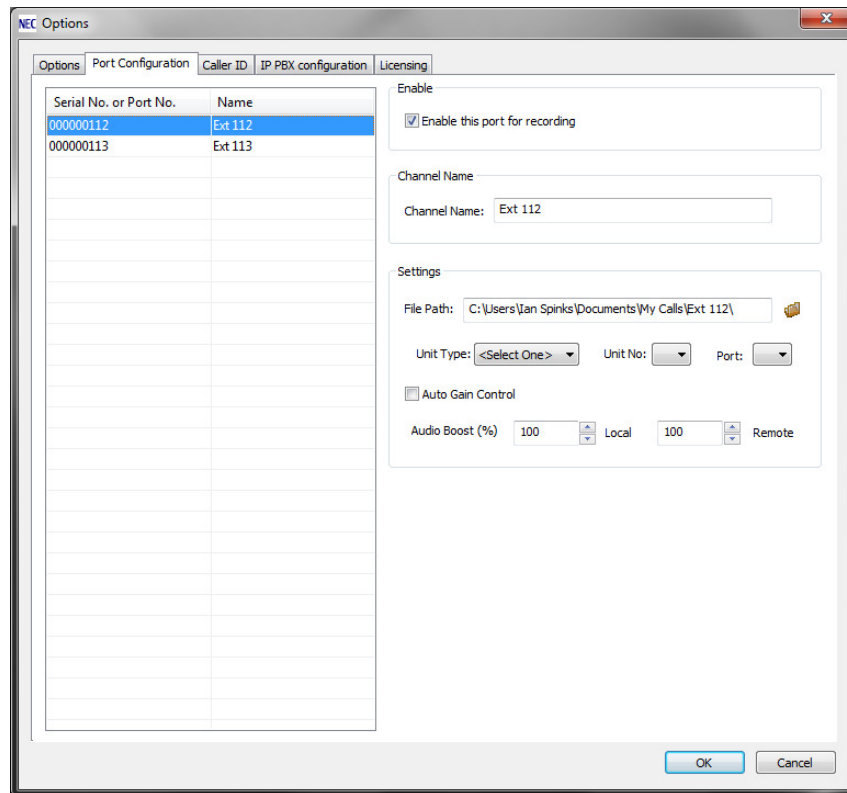 NEC Options
Options Port Configuration Caller ID IP PBX configuration Licensing
Serial No. or Port No. Name
000000112 Ext 112
000000113 Ext 113
Enable
Enable this port for recording
Channel Name
Channel Name: Ext 112
Settings
File Path: C:\Users\Ian Spinks\Documents\My Calls\Ext 112\
Unit Type: <Select One> Unit No: Port:
Auto Gain Control
Audio Boost (%) 100 Local 100 Remote
OK Cancel